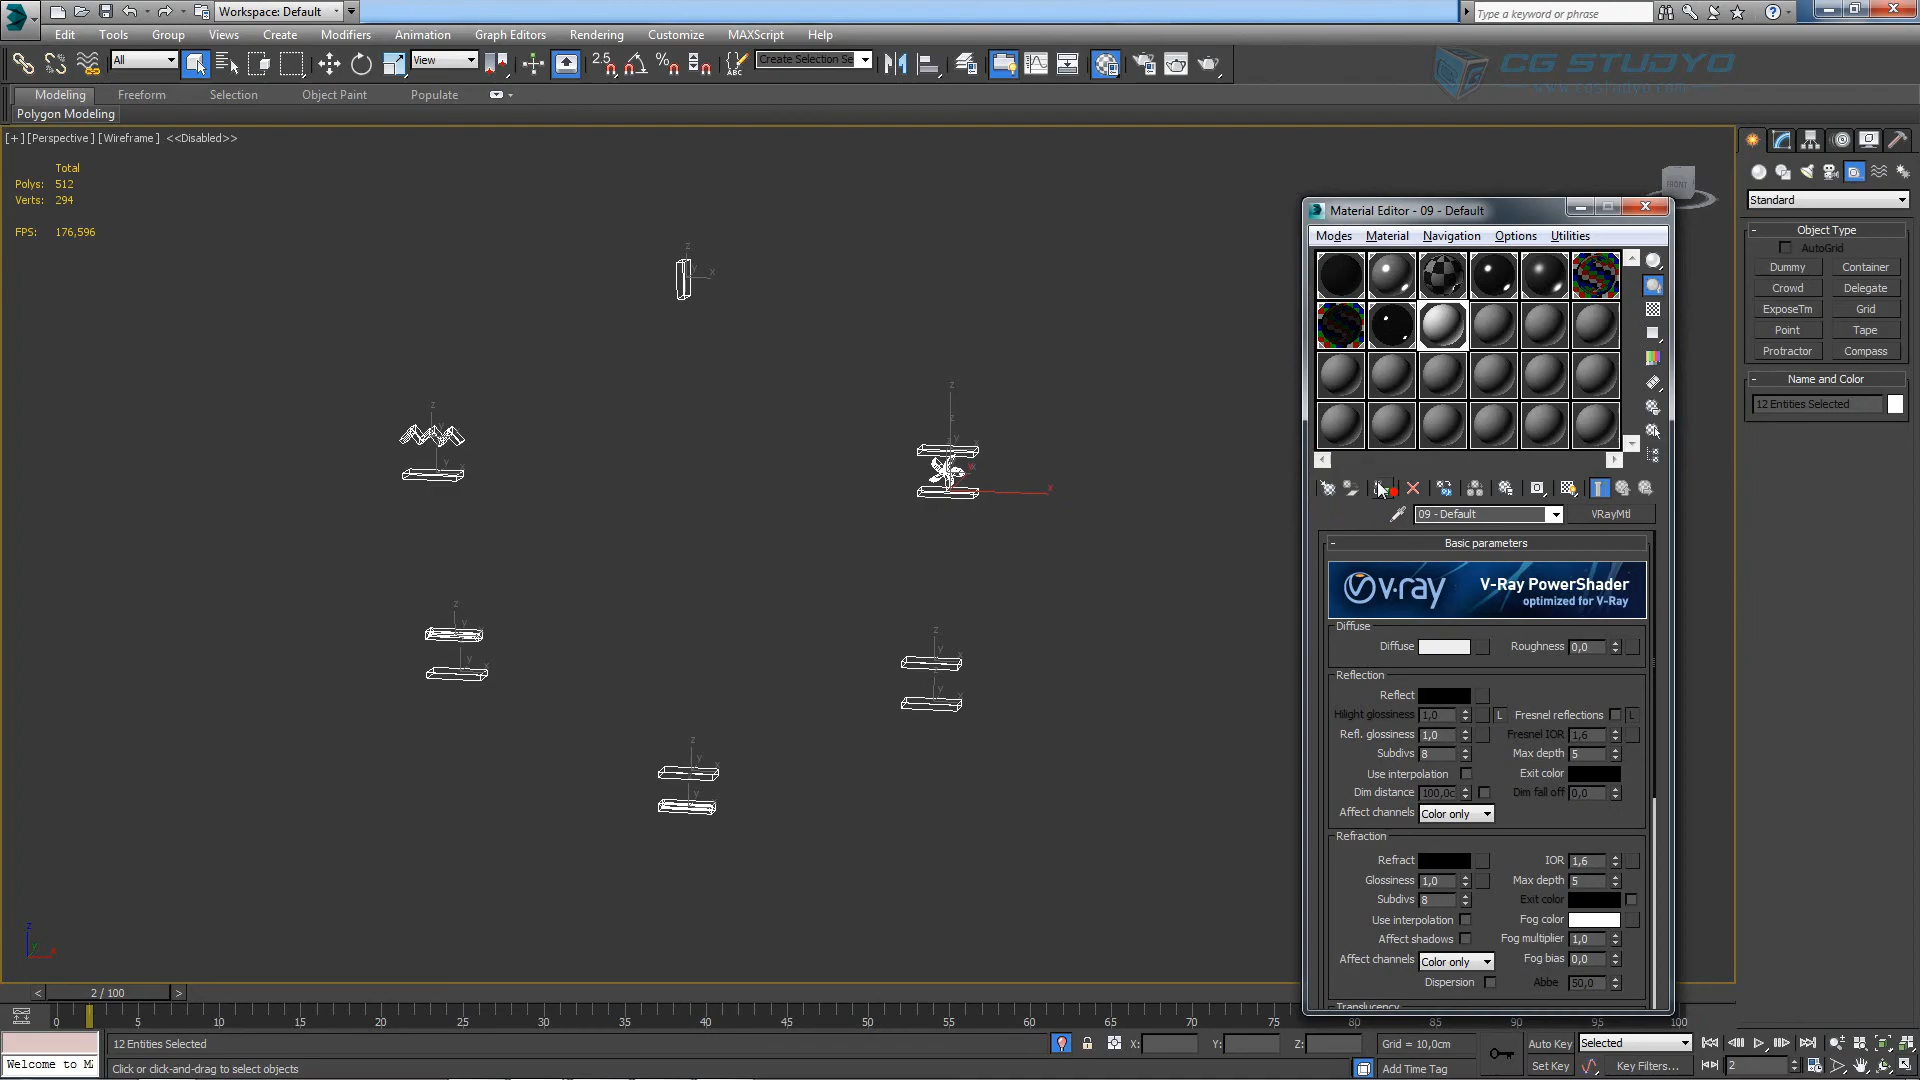 Workspace: Default
Type a keyword or phrase
Edit Tools Group Views Create Modifiers Animation Graph Editors Rendering Customize MAXScript Help
All
View
2.5
Create Selection Se
CG STUDYO
www.cgstudyo.com
Modeling Freeform Selection Object Paint Populate
Polygon Modeling
[+] [Perspective] [Wireframe] <<Disabled>>
Total
Polys: 512
Verts: 294
FPS: 176,596
FRONT
Standard
- Object Type
AutoGrid
Dummy Container
Crowd Delegate
ExposeTm Grid
Point Tape
Protractor Compass
- Name and Color
12 Entities Selected
Material Editor - 09 - Default
Modes Material Navigation Options Utilities
09 - Default VRayMtl
- Basic parameters
v·ray V-Ray PowerShader
optimized for V-Ray
Diffuse
Diffuse Roughness 0,0
Reflection
Reflect
Hilight glossiness 1,0 L Fresnel reflections L
Refl. glossiness 1,0 Fresnel IOR 1,6
Subdivs 8 Max depth 5
Use interpolation Exit color
Dim distance 100,0c Dim fall off 0,0
Affect channels Color only
Refraction
Refract IOR 1,6
Glossiness 1,0 Max depth 5
Subdivs 8 Exit color
Use interpolation Fog color
Affect shadows Fog multiplier 1,0
Affect channels Color only Fog bias 0,0
Dispersion Abbe 50,0
Translucency
z
x
z
y
y
z
z
y
x
x
z
y
y
z
y
x
y
x
z
y
y
z
x
< 2 / 100 >
0 5 10 15 20 25 30 35 40 45 50 55 60 65 70 75 80 85 90 95 100
12 Entities Selected
X: Y: Z: Grid = 10,0cm
Auto Key Selected
Welcome to M
Click or click-and-drag to select objects
Add Time Tag
Set Key Key Filters...
2